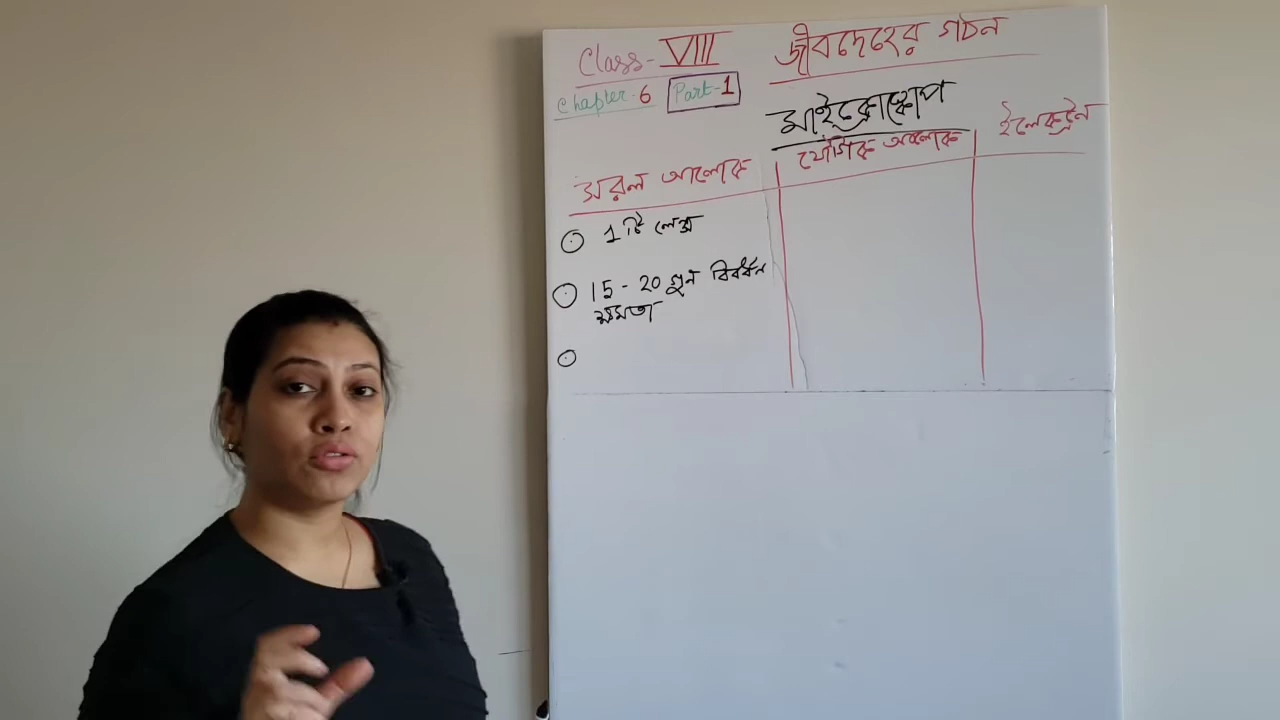 Class- VIII
জীবদেহের গঠন
Chapter-6 Part-1
মাইক্রোস্কোপ
সরল আলোক
যৌগিক আলোক
ইলেকট্রন
1টি লেন্স
15-20 গুন বিবর্ধন
ক্ষমতা